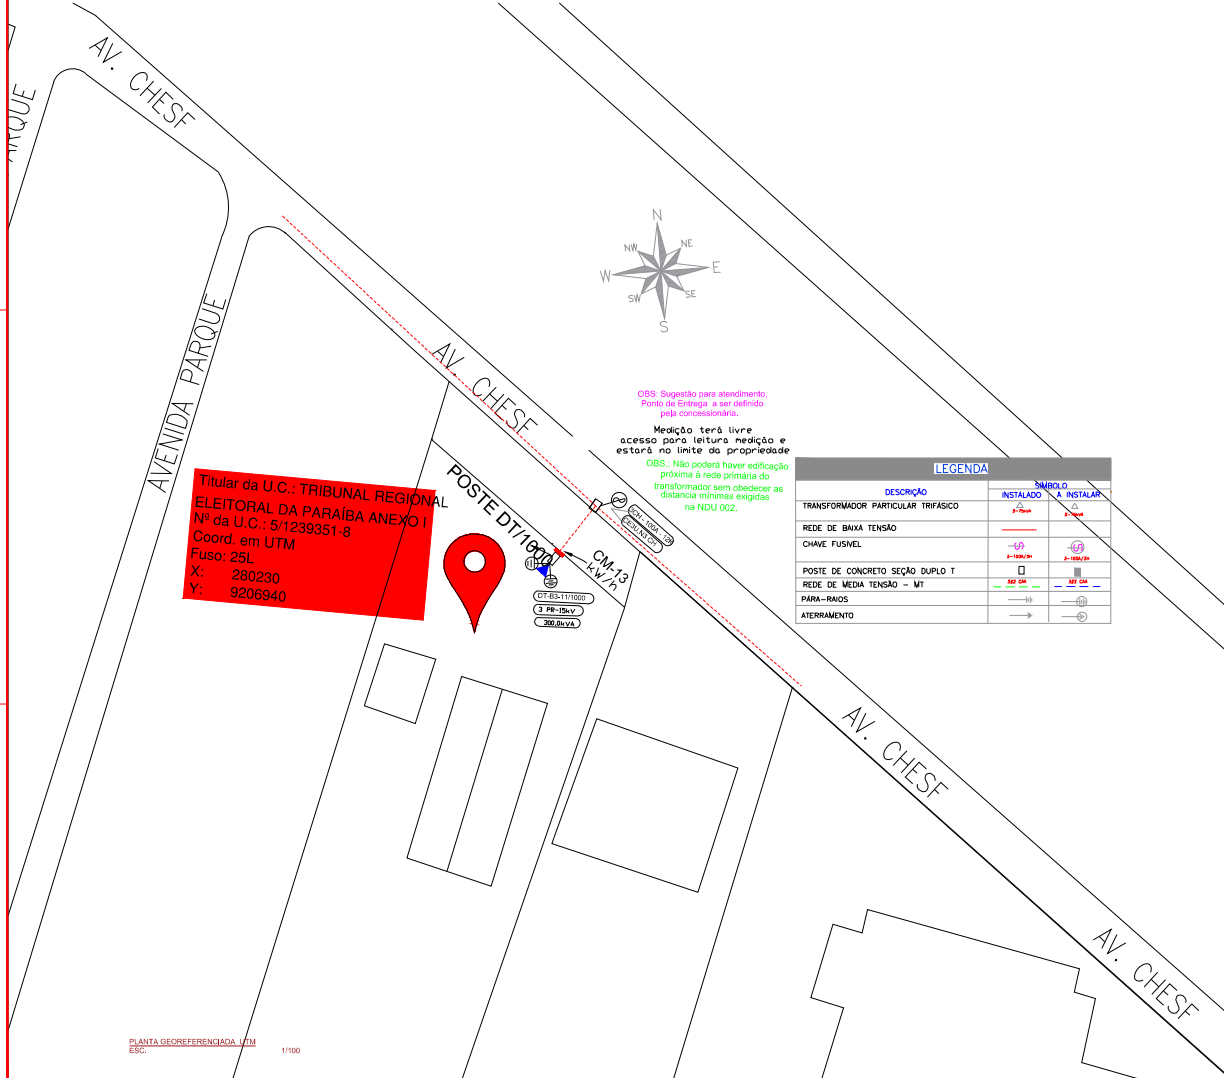 AV. CHESF
ARQUE
AVENIDA PARQUE
N
NW
NE
W
E
SW
SE
S
AV. CHESF
OBS: Sugestão para atendimento,
Ponto de Entrega a ser definido
pela concessionária.
Medição terá livre
acesso para leitura medição e
estará no limite da propriedade
OBS.: Não poderá haver edificação
próxima à rede primária do
transformador sem obedecer as
distancia mínimas exigidas
na NDU 002.
Titular da U.C.: TRIBUNAL REGIONAL
ELEITORAL DA PARAÍBA ANEXO I
Nº da U.C.: 5/1239351-8
Coord. em UTM
Fuso: 25L
X: 280230
Y: 9206940
POSTE DT/1000
CM-13
kW/h
DT-B3-11/1000
3 PR-15kV
300,0kVA
LEGENDA
DESCRIÇÃO
SÍMBOLO
INSTALADO
A INSTALAR
TRANSFORMADOR PARTICULAR TRIFÁSICO
REDE DE BAIXA TENSÃO
CHAVE FUSIVEL
POSTE DE CONCRETO SEÇÃO DUPLO T
REDE DE MEDIA TENSÃO - MT
PÁRA-RAIOS
ATERRAMENTO
AV. CHESF
AV. CHESF
PLANTA GEOREFERENCIADA UTM
ESC. 1/100